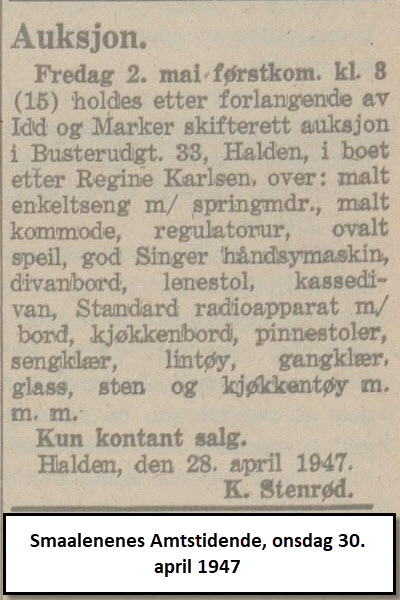 Auksjon.
Fredag 2. mai førstkom. kl. 3
(15) holdes etter forlangende av
Idd og Marker skifterett auksjon
i Busterudgt. 33, Halden, i boet
etter Regine Karlsen, over: malt
enkeltseng m/ springmdr., malt
kommode, regulatorur, ovalt
speil, god Singer håndsymaskin,
divanbord, lenestol, kassedi-
van, Standard radioapparat m/
bord, kjøkkenbord, pinnestoler,
sengklær, lintøy, gangklær,
glass, sten og kjøkkentøy m.
m. m.
Kun kontant salg.
Halden, den 28. april 1947.
K. Stenrød.
Smaalenenes Amtstidende, onsdag 30.
april 1947